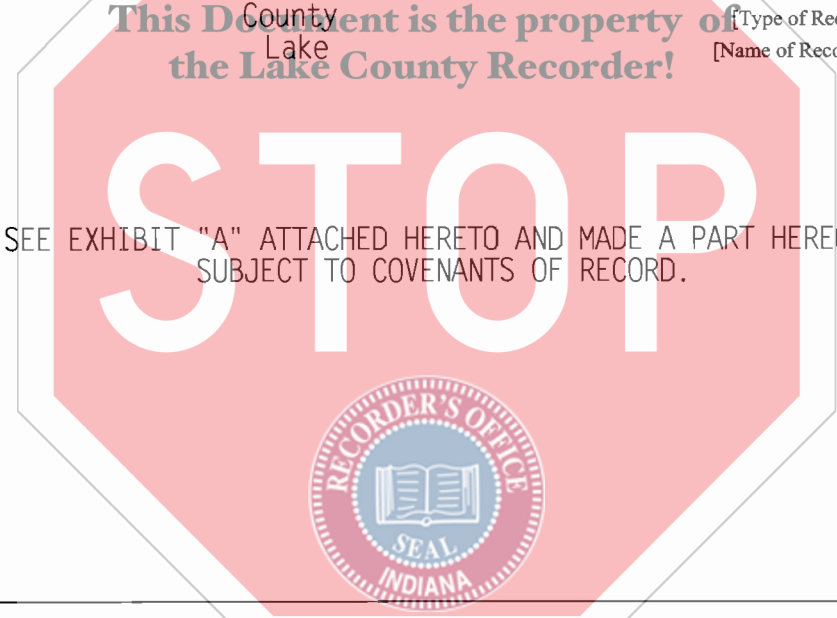 This Document is the property of
the Lake County Recorder!
County
Lake
[Type of Rec
[Name of Reco
STOP
SEE EXHIBIT "A" ATTACHED HERETO AND MADE A PART HERE
SUBJECT TO COVENANTS OF RECORD.
RECORDER'S OFFICE
SEAL
INDIANA